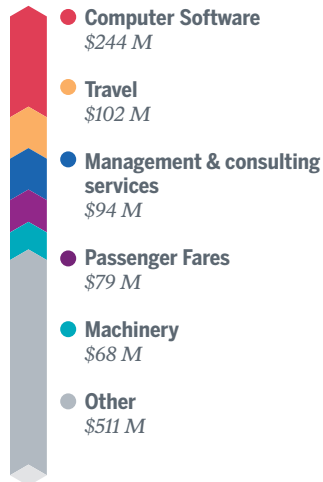 Computer Software
$244 M
Travel
$102 M
Management & consulting
services
$94 M
Passenger Fares
$79 M
Machinery
$68 M
Other
$511 M